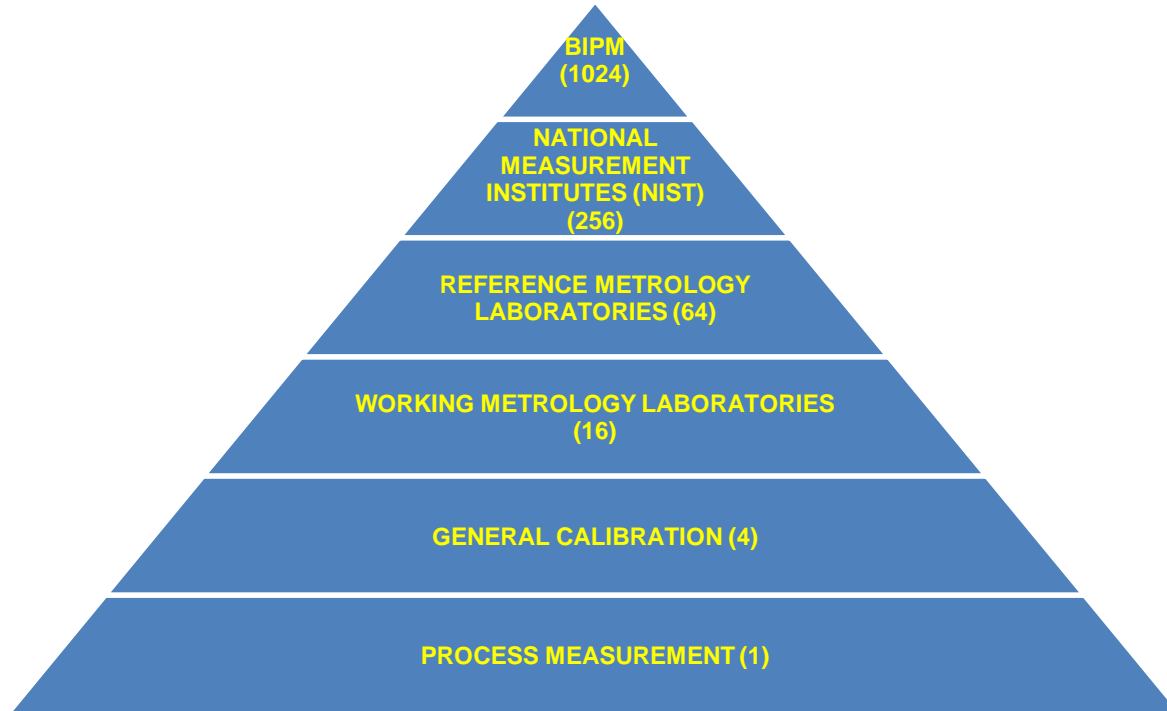 BIPM
(1024)
NATIONAL
MEASUREMENT
INSTITUTES (NIST)
(256)
REFERENCE METROLOGY
LABORATORIES (64)
WORKING METROLOGY LABORATORIES
(16)
GENERAL CALIBRATION (4)
PROCESS MEASUREMENT (1)